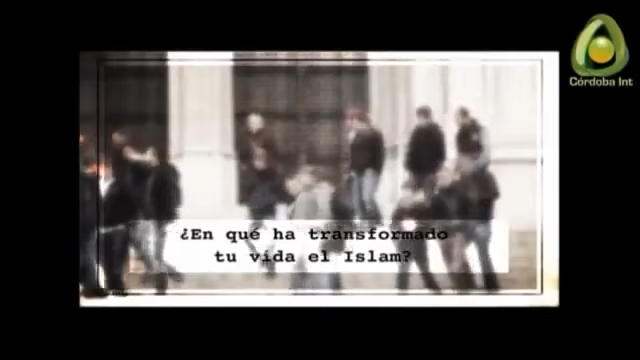 Córdoba Int
¿En qué ha transformado
tu vida el Islam?